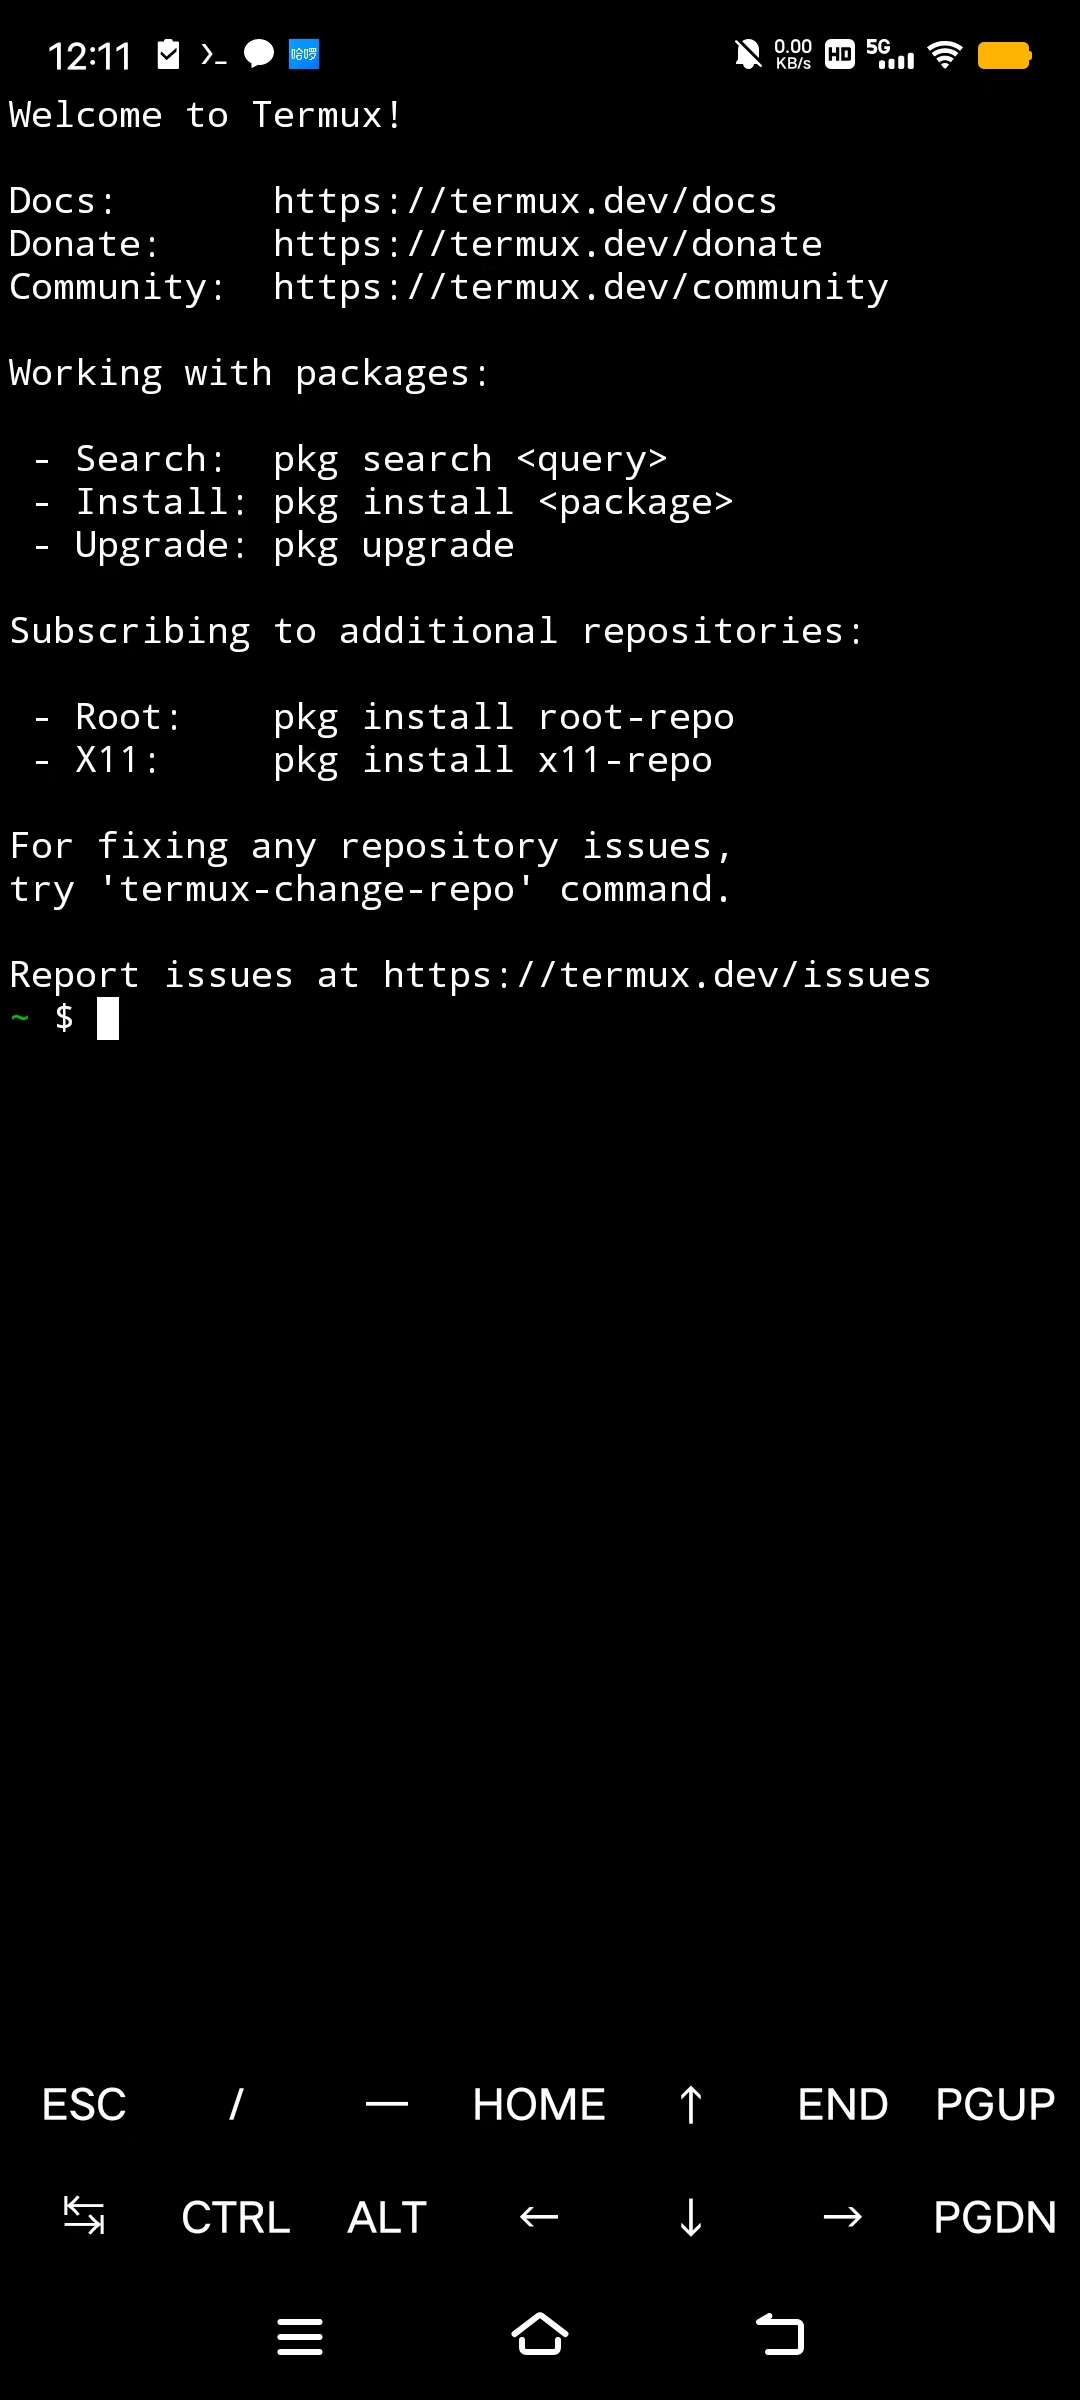 12:11 >_ 哈啰 0.00 KB/s HD 5G
Welcome to Termux!
Docs:       https://termux.dev/docs
Donate:     https://termux.dev/donate
Community:  https://termux.dev/community
Working with packages:
 - Search:  pkg search <query>
 - Install: pkg install <package>
 - Upgrade: pkg upgrade
Subscribing to additional repositories:
 - Root:    pkg install root-repo
 - X11:     pkg install x11-repo
For fixing any repository issues,
try 'termux-change-repo' command.
Report issues at https://termux.dev/issues
~ $
ESC / — HOME ↑ END PGUP
↹ CTRL ALT ← ↓ → PGDN